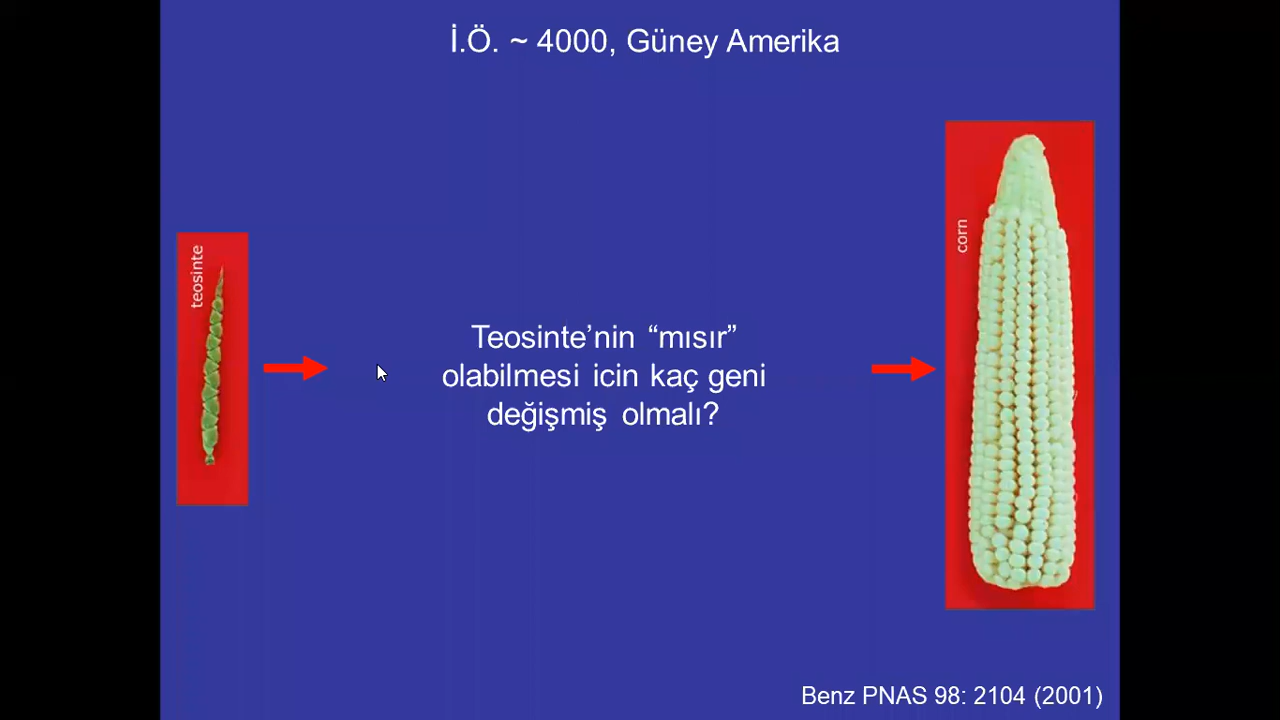 İ.Ö. ~ 4000, Güney Amerika
teosinte
corn
Teosinte’nin “mısır”
olabilmesi icin kaç geni
değişmiş olmalı?
Benz PNAS 98: 2104 (2001)